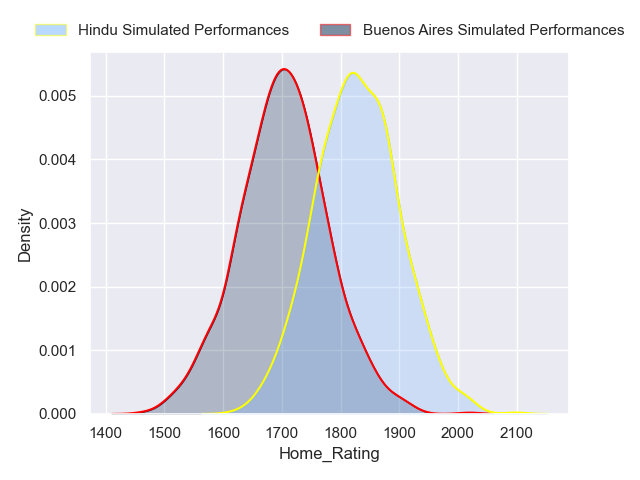 Hindu Simulated Performances Buenos Aires Simulated Performances
0.005
0.004
0.003
0.002
0.001
0.000
Density
1400 1500 1600 1700 1800 1900 2000 2100
Home_Rating